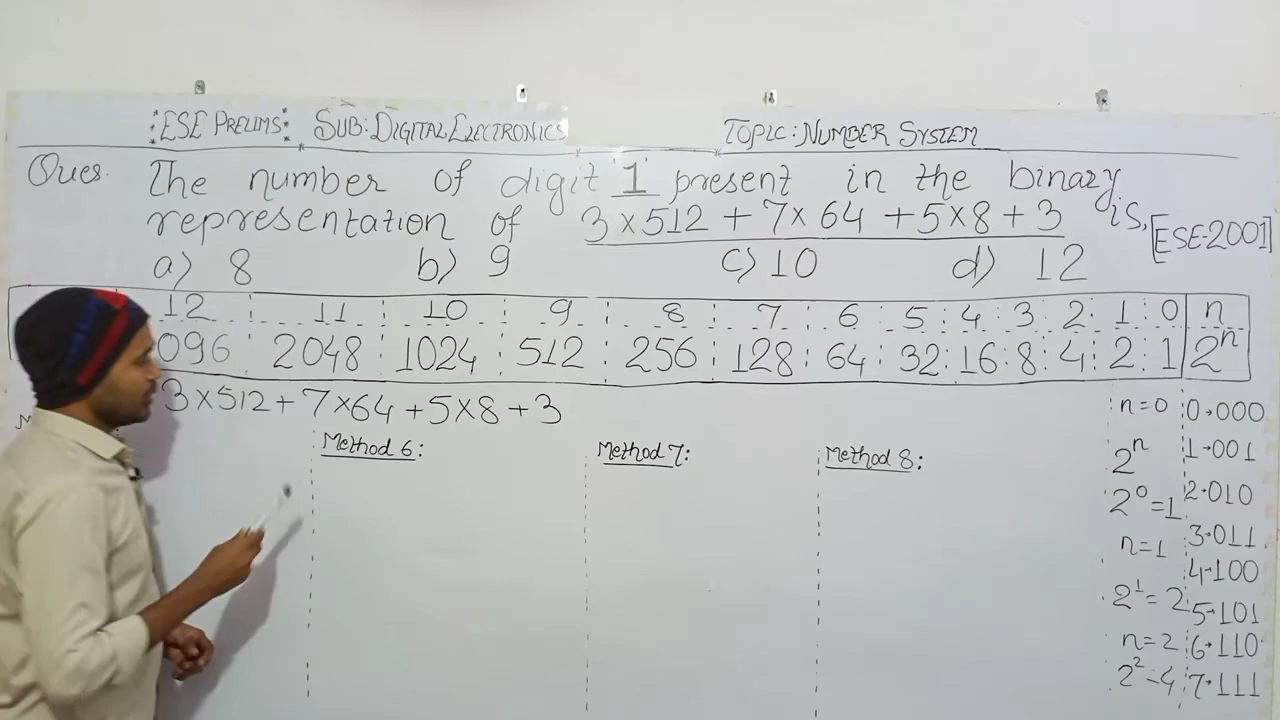 ESE PRELIMS: SUB: DIGITAL ELECTRONICS TOPIC: NUMBER SYSTEM
Ques. The number of digit '1' present in the binary
representation of 3×512 + 7×64 + 5×8 + 3 is, [ESE-2001]
a) 8 b) 9 c) 10 d) 12
12 11 10 9 8 7 6 5 4 3 2 1 0 n
096 2048 1024 512 256 128 64 32 16 8 4 2 1 2ⁿ
3×512 + 7×64 + 5×8 + 3
Method 6: Method 7: Method 8:
n=0 0→000
2ⁿ 1→001
2⁰=1 2→010
n=1 3→011
4→100
2¹=2 5→101
n=2 6→110
2²-4 7→111